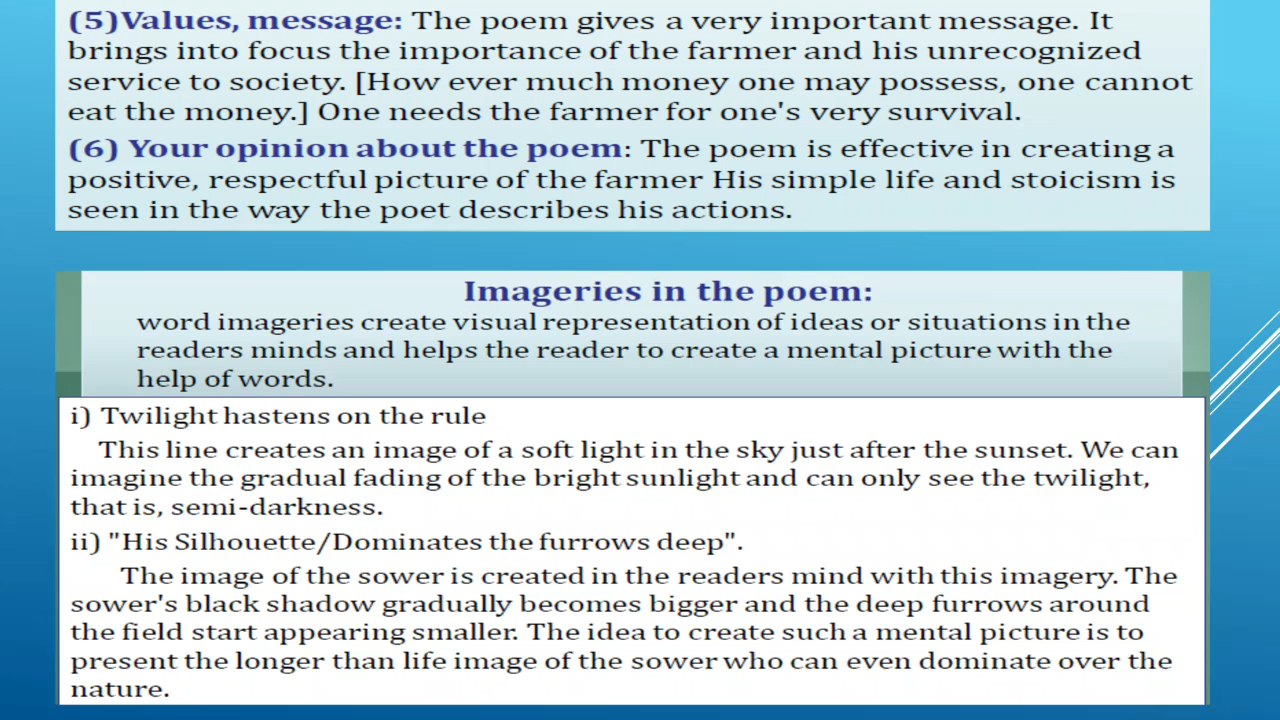 (5)Values, message: The poem gives a very important message. It
brings into focus the importance of the farmer and his unrecognized
service to society. [How ever much money one may possess, one cannot
eat the money.] One needs the farmer for one's very survival.
(6) Your opinion about the poem: The poem is effective in creating a
positive, respectful picture of the farmer His simple life and stoicism is
seen in the way the poet describes his actions.
Imageries in the poem:
word imageries create visual representation of ideas or situations in the
readers minds and helps the reader to create a mental picture with the
help of words.
i) Twilight hastens on the rule
This line creates an image of a soft light in the sky just after the sunset. We can
imagine the gradual fading of the bright sunlight and can only see the twilight,
that is, semi-darkness.
ii) "His Silhouette/Dominates the furrows deep".
The image of the sower is created in the readers mind with this imagery. The
sower's black shadow gradually becomes bigger and the deep furrows around
the field start appearing smaller. The idea to create such a mental picture is to
present the longer than life image of the sower who can even dominate over the
nature.